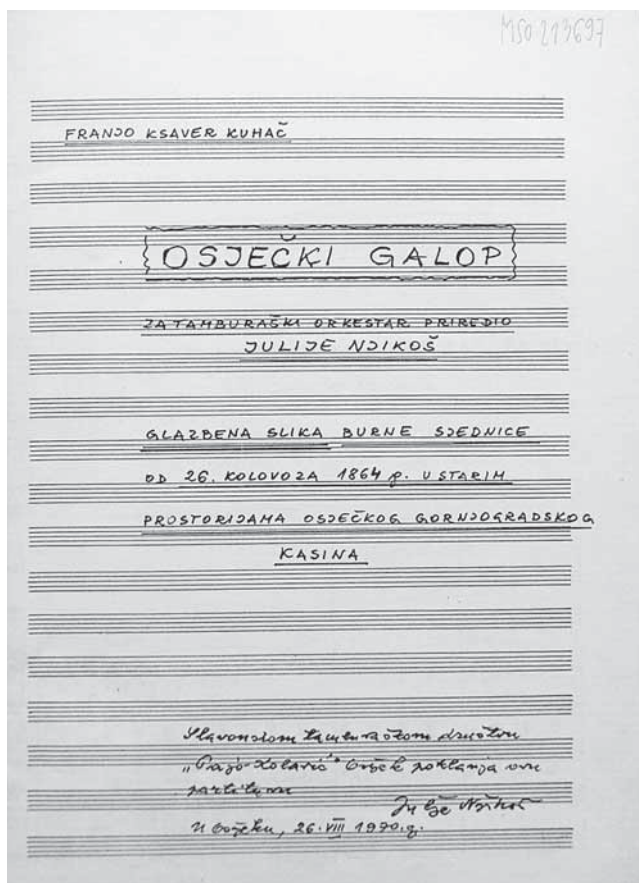 MSO 213697
FRANJO KSAVER KUHAČ
OSJEČKI GALOP
ZA TAMBURAŠKI ORKESTAR PRIREDIO
JULIJE NJIKOŠ
GLAZBENA SLIKA BURNE SJEDNICE
OD 26. KOLOVOZA 1864 g. U STARIM
PROSTORIJAMA OSJEČKOG GORNJOGRADSKOG
KASINA
Slavonskom tamburaškom društvu
„Pajo Kolarić" Osijek poklanja ovu
partituru
Julije Njikoš
U Osijeku, 26. VIII 1990. g.